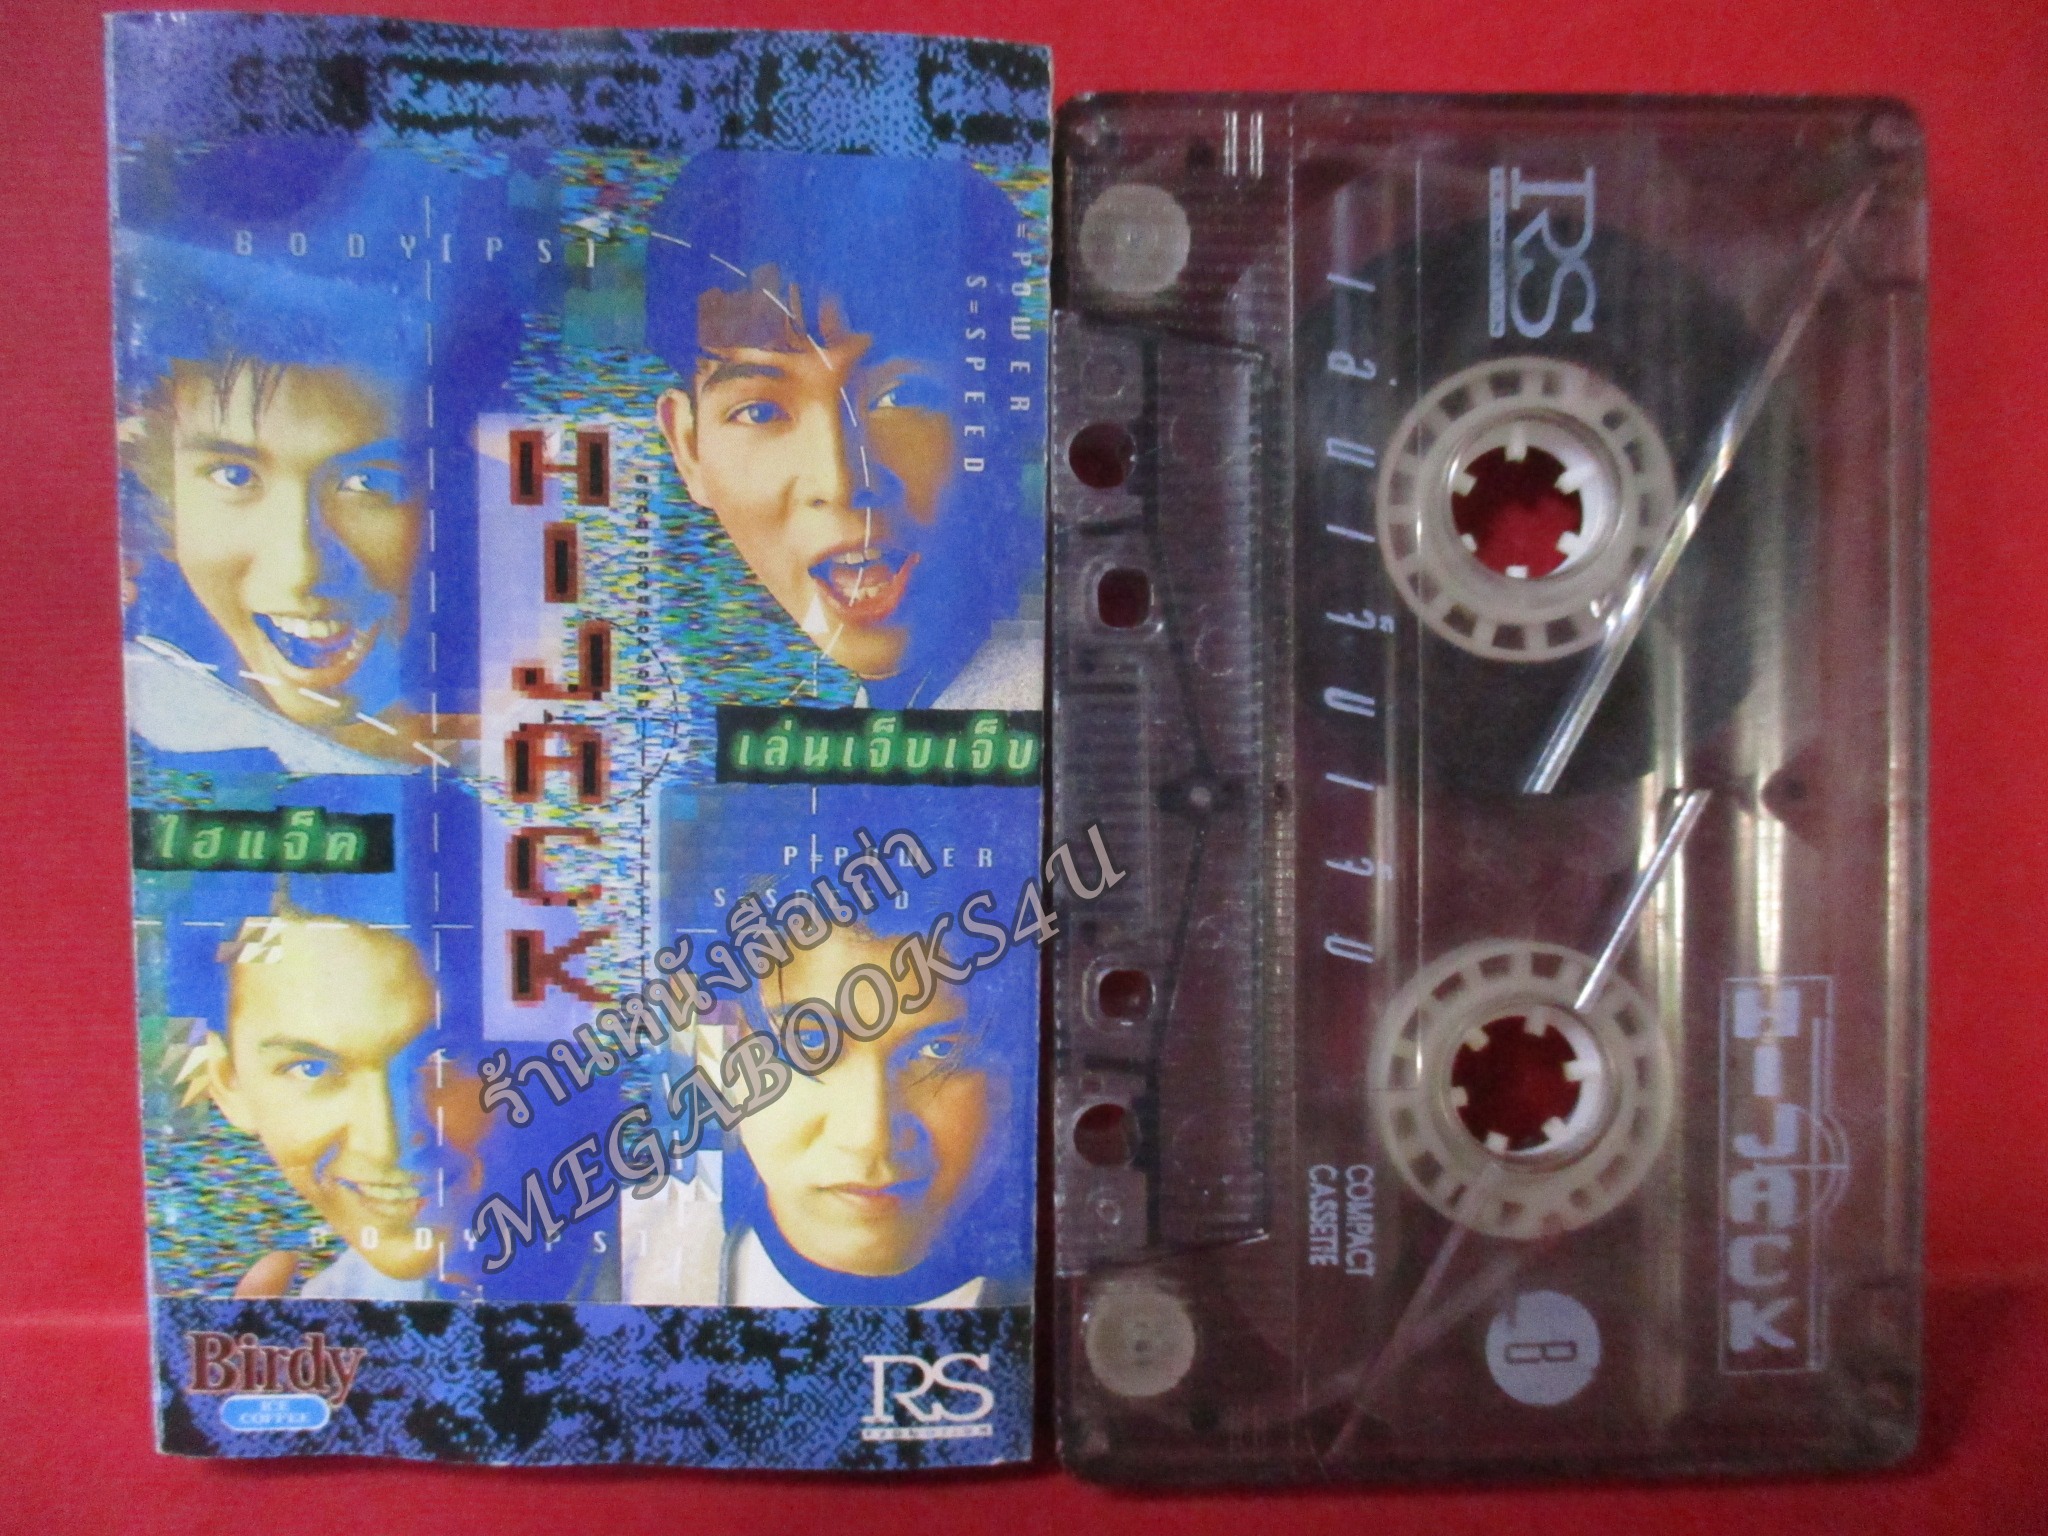 BODY[PS]
=POWER
S=SPEED
HIJACK
เล่นเจ็บเจ็บ
ไฮแจ็ค
P=POWER
S=SPEED
BODY[PS]
Birdy
ICE
COFFEE
RS
PROMOTION
ร้านหนังสือเก่า
MEGABOOKS4U
RS
PROMOTION
เล่นเจ็บเจ็บ
COMPACT
CASSETTE
B
HIJACK